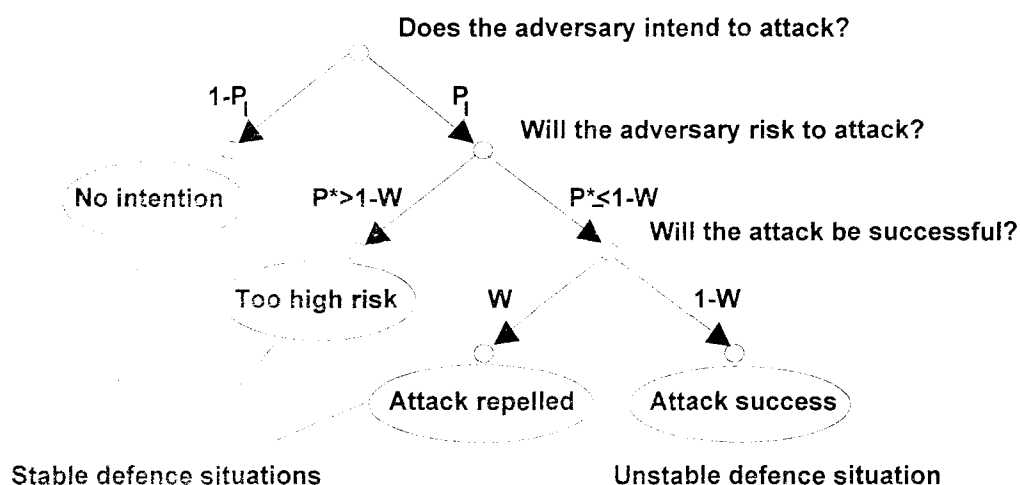 Does the adversary intend to attack?
1-P_I
P_I
Will the adversary risk to attack?
No intention
P*>1-W
P*≤1-W
Will the attack be successful?
Too high risk
W
1-W
Attack repelled
Attack success
Stable defence situations
Unstable defence situation